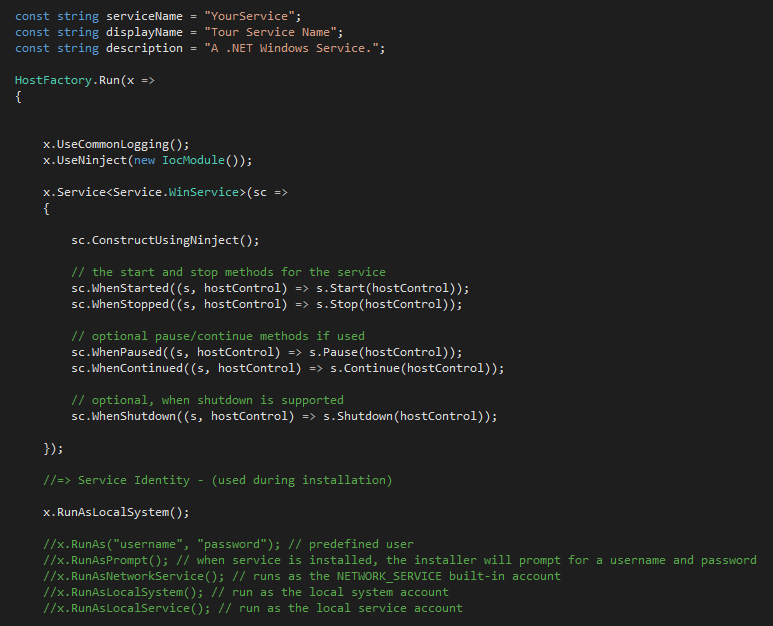 const string serviceName = "YourService";
const string displayName = "Tour Service Name";
const string description = "A .NET Windows Service.";
HostFactory.Run(x =>
{
x.UseCommonLogging();
x.UseNinject(new IocModule());
x.Service<Service.WinService>(sc =>
{
sc.ConstructUsingNinject();
// the start and stop methods for the service
sc.WhenStarted((s, hostControl) => s.Start(hostControl));
sc.WhenStopped((s, hostControl) => s.Stop(hostControl));
// optional pause/continue methods if used
sc.WhenPaused((s, hostControl) => s.Pause(hostControl));
sc.WhenContinued((s, hostControl) => s.Continue(hostControl));
// optional, when shutdown is supported
sc.WhenShutdown((s, hostControl) => s.Shutdown(hostControl));
});
//=> Service Identity - (used during installation)
x.RunAsLocalSystem();
//x.RunAs("username", "password"); // predefined user
//x.RunAsPrompt(); // when service is installed, the installer will prompt for a username and password
//x.RunAsNetworkService(); // runs as the NETWORK_SERVICE built-in account
//x.RunAsLocalSystem(); // run as the local system account
//x.RunAsLocalService(); // run as the local service account